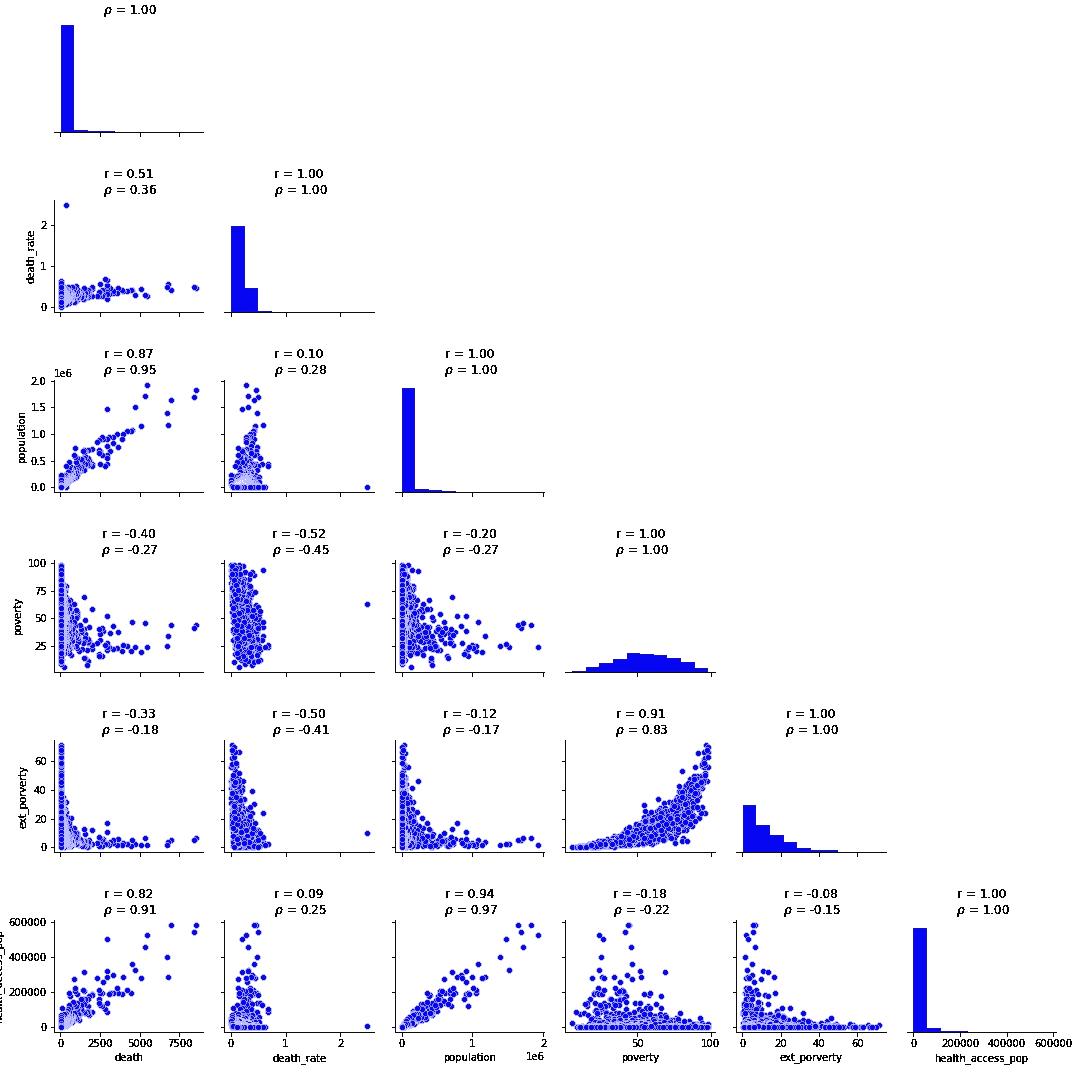 ρ = 1.00
r = 0.51
ρ = 0.36
r = 1.00
ρ = 1.00
2
1
0
death_rate
r = 0.87
ρ = 0.95
r = 0.10
ρ = 0.28
r = 1.00
ρ = 1.00
1e6
2.0
1.5
1.0
0.5
0.0
population
r = -0.40
ρ = -0.27
r = -0.52
ρ = -0.45
r = -0.20
ρ = -0.27
r = 1.00
ρ = 1.00
100
75
50
25
poverty
r = -0.33
ρ = -0.18
r = -0.50
ρ = -0.41
r = -0.12
ρ = -0.17
r = 0.91
ρ = 0.83
r = 1.00
ρ = 1.00
60
40
20
0
ext_porverty
r = 0.82
ρ = 0.91
r = 0.09
ρ = 0.25
r = 0.94
ρ = 0.97
r = -0.18
ρ = -0.22
r = -0.08
ρ = -0.15
r = 1.00
ρ = 1.00
600000
400000
200000
0
0 2500 5000 7500
death
0 1 2
death_rate
0 1 2
1e6
population
0 50 100
poverty
0 20 40 60
ext_porverty
0 200000 400000 600000
health_access_pop